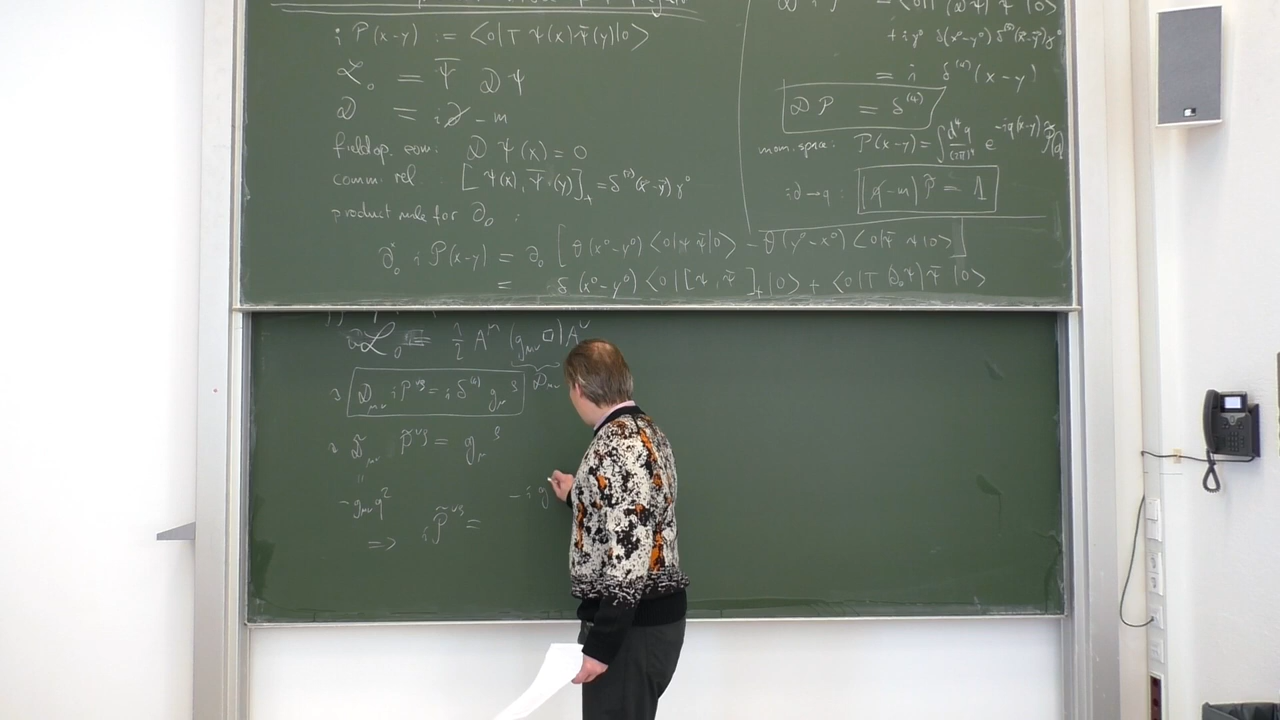 i P(x-y) := <0|T ψ(x) ψ̄(y)|0>
ℒ₀ = ψ̄ 𝒟 ψ
𝒟 = i∂̸ - m
field op. eom: 𝒟 ψ(x) = 0
comm. rel. : [ψ(x), ψ̄(y)]₊ = δ⁽³⁾(x⃗-y⃗) γ⁰
product rule for ∂₀ :
∂₀ˣ i P(x-y) = ∂₀ [θ(x⁰-y⁰) <0|ψ ψ̄|0> - θ(y⁰-x⁰) <0|ψ̄ ψ|0>]
= δ(x⁰-y⁰) <0|[ψ, ψ̄]₊|0> + <0|T (∂₀ψ) ψ̄ |0>
+ i γ⁰ δ(x⁰-y⁰) δ⁽³⁾(x⃗-y⃗) γ⁰
= i δ⁽⁴⁾(x-y)
𝒟 P = δ⁽⁴⁾
mom. space: P(x-y) = ∫ d⁴q/(2π)⁴ e^{-iq(x-y)} P̃(q)
i∂→q : (q̸-m) P̃ = 1
ℒ₀ = 1/2 A^μ (g_μν □) A^ν
𝒟_μν
𝒟_μν i P^νρ = i δ⁽⁴⁾ g_μ^ρ
𝒟̃_μν P̃^νρ = g_μ^ρ
=
-g_μν q²
=> i P̃^νρ = -i g